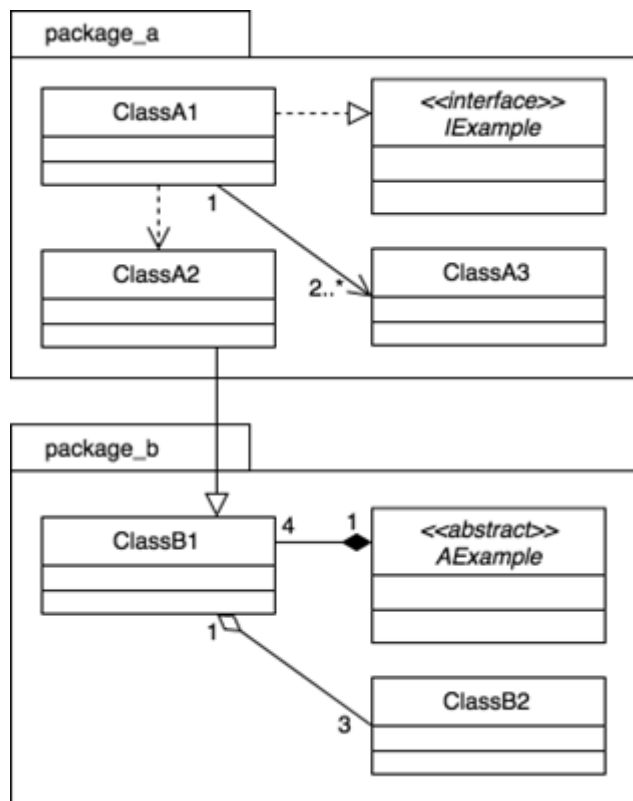 package_a
ClassA1
<<interface>>
IExample
1
ClassA2
2..*
ClassA3
package_b
ClassB1
4
1
<<abstract>>
AExample
1
3
ClassB2